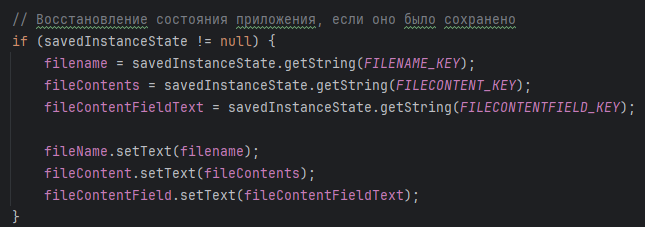 // Восстановление состояния приложения, если оно было сохранено
if (savedInstanceState != null) {
filename = savedInstanceState.getString(FILENAME_KEY);
fileContents = savedInstanceState.getString(FILECONTENT_KEY);
fileContentFieldText = savedInstanceState.getString(FILECONTENTFIELD_KEY);
fileName.setText(filename);
fileContent.setText(fileContents);
fileContentField.setText(fileContentFieldText);
}